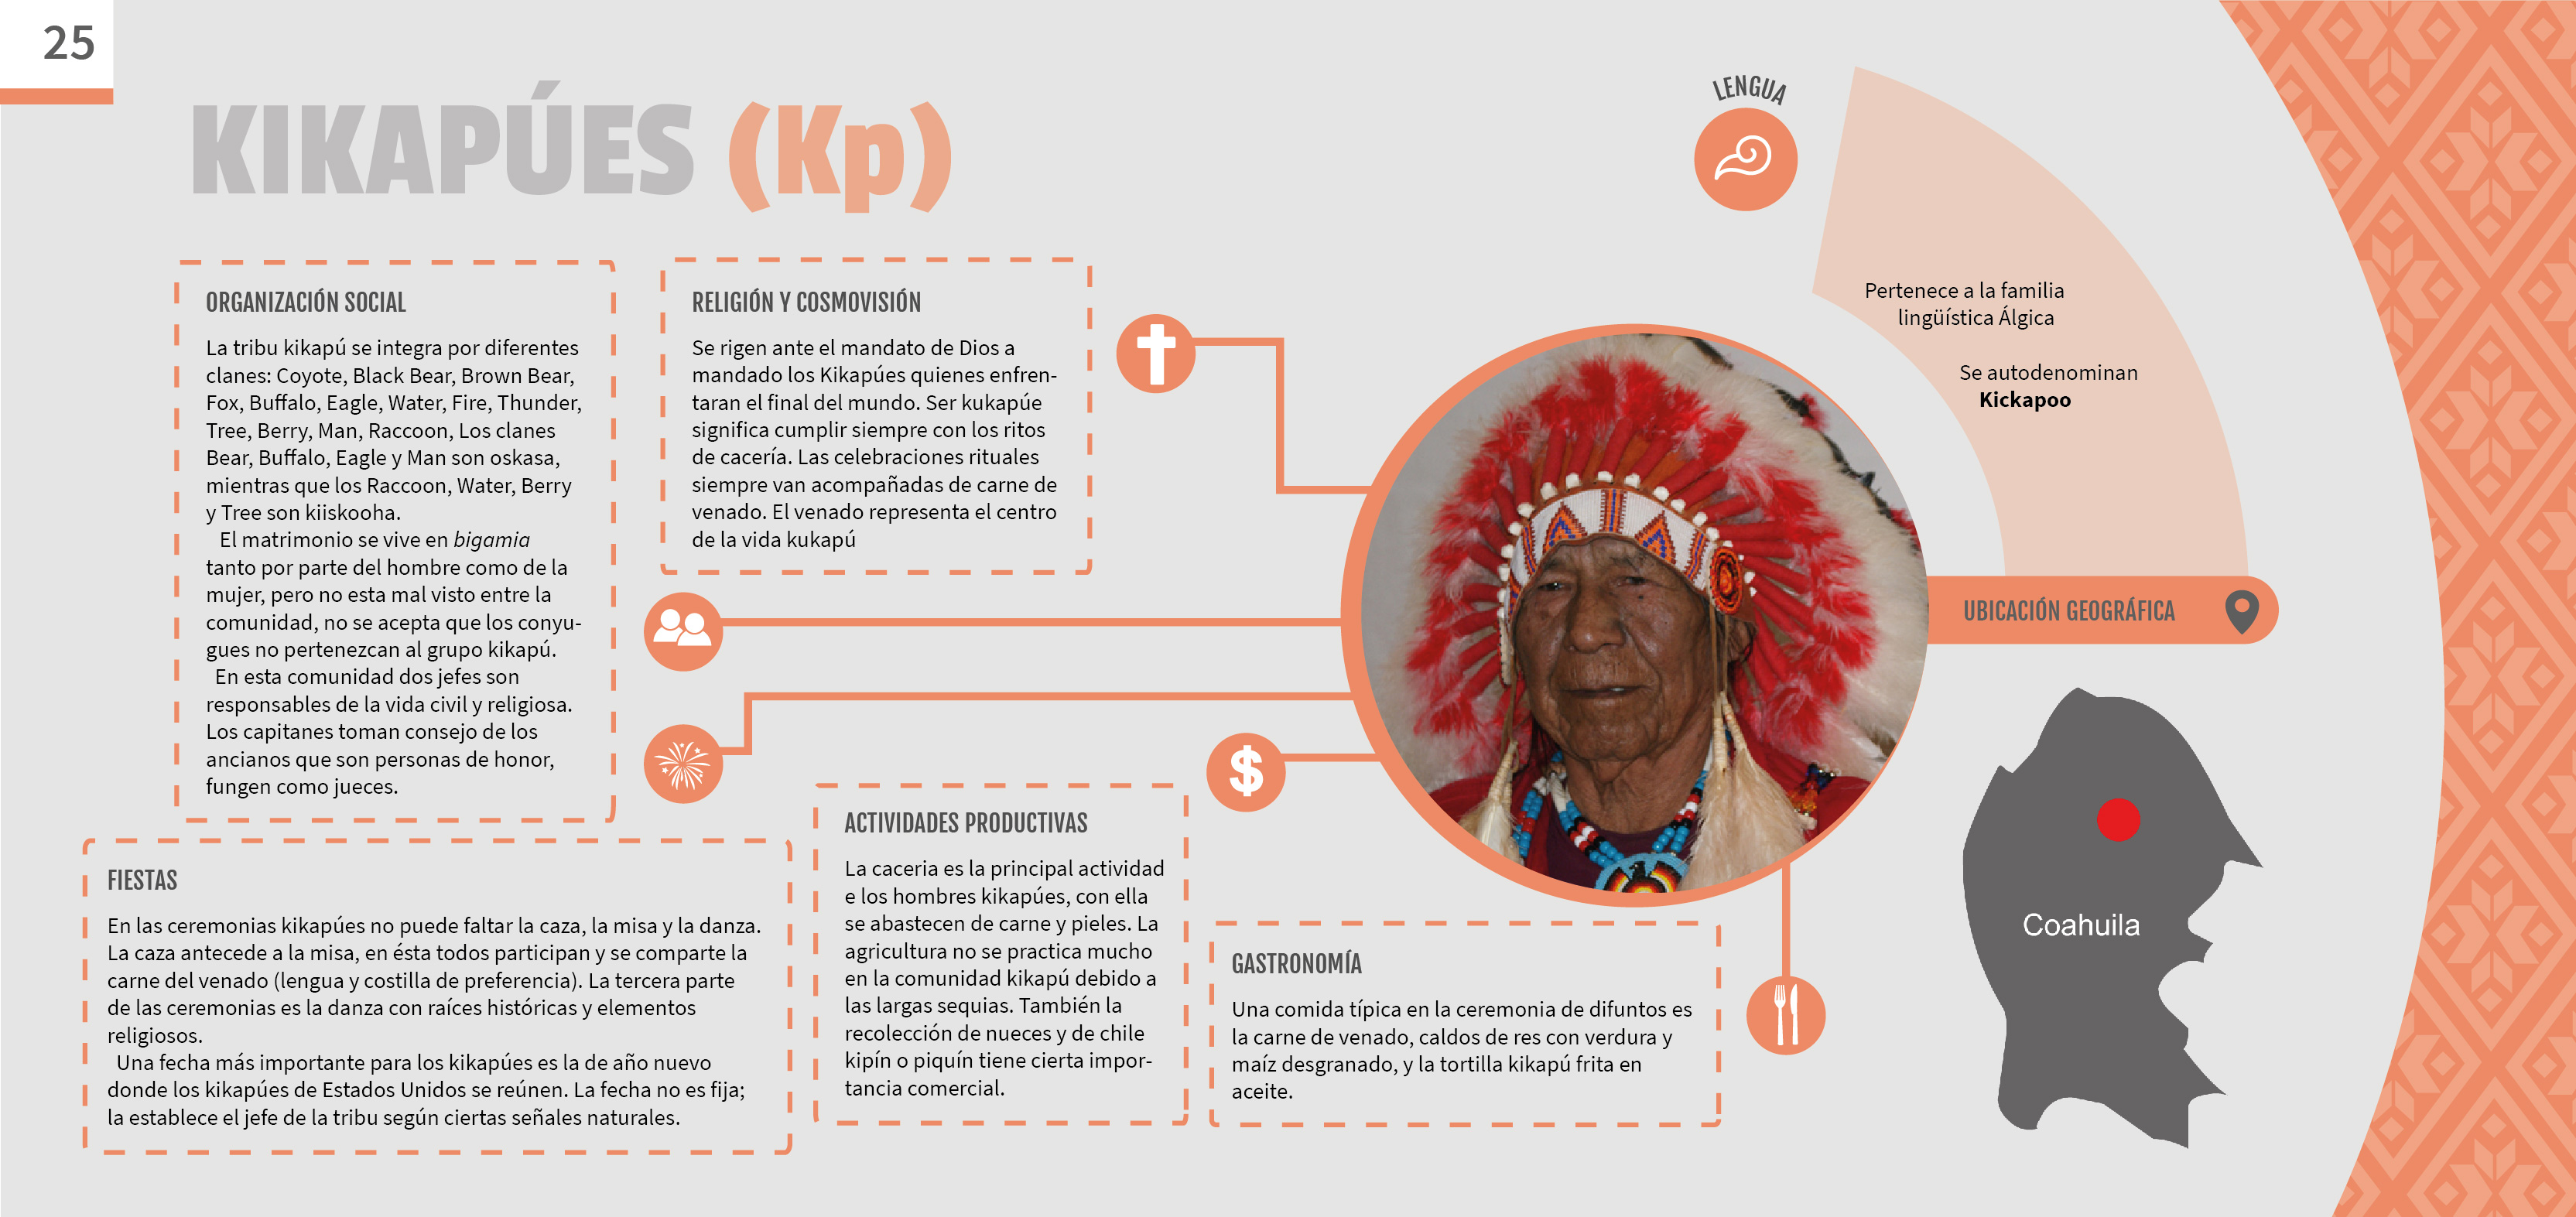 25
KIKAPÚES (Kp)
ORGANIZACIÓN SOCIAL
La tribu kikapú se integra por diferentes
clanes: Coyote, Black Bear, Brown Bear,
Fox, Buffalo, Eagle, Water, Fire, Thunder,
Tree, Berry, Man, Raccoon, Los clanes
Bear, Buffalo, Eagle y Man son oskasa,
mientras que los Raccoon, Water, Berry
y Tree son kiiskooha.
El matrimonio se vive en bigamia
tanto por parte del hombre como de la
mujer, pero no esta mal visto entre la
comunidad, no se acepta que los conyu-
gues no pertenezcan al grupo kikapú.
En esta comunidad dos jefes son
responsables de la vida civil y religiosa.
Los capitanes toman consejo de los
ancianos que son personas de honor,
fungen como jueces.
RELIGIÓN Y COSMOVISIÓN
Se rigen ante el mandato de Dios a
mandado los Kikapúes quienes enfren-
taran el final del mundo. Ser kukapúe
significa cumplir siempre con los ritos
de cacería. Las celebraciones rituales
siempre van acompañadas de carne de
venado. El venado representa el centro
de la vida kukapú
FIESTAS
En las ceremonias kikapúes no puede faltar la caza, la misa y la danza.
La caza antecede a la misa, en ésta todos participan y se comparte la
carne del venado (lengua y costilla de preferencia). La tercera parte
de las ceremonias es la danza con raíces históricas y elementos
religiosos.
Una fecha más importante para los kikapúes es la de año nuevo
donde los kikapúes de Estados Unidos se reúnen. La fecha no es fija;
la establece el jefe de la tribu según ciertas señales naturales.
ACTIVIDADES PRODUCTIVAS
La caceria es la principal actividad
e los hombres kikapúes, con ella
se abastecen de carne y pieles. La
agricultura no se practica mucho
en la comunidad kikapú debido a
las largas sequias. También la
recolección de nueces y de chile
kipín o piquín tiene cierta impor-
tancia comercial.
$
GASTRONOMÍA
Una comida típica en la ceremonia de difuntos es
la carne de venado, caldos de res con verdura y
maíz desgranado, y la tortilla kikapú frita en
aceite.
LENGUA
Pertenece a la familia
lingüística Álgica
Se autodenominan
Kickapoo
UBICACIÓN GEOGRÁFICA
Coahuila